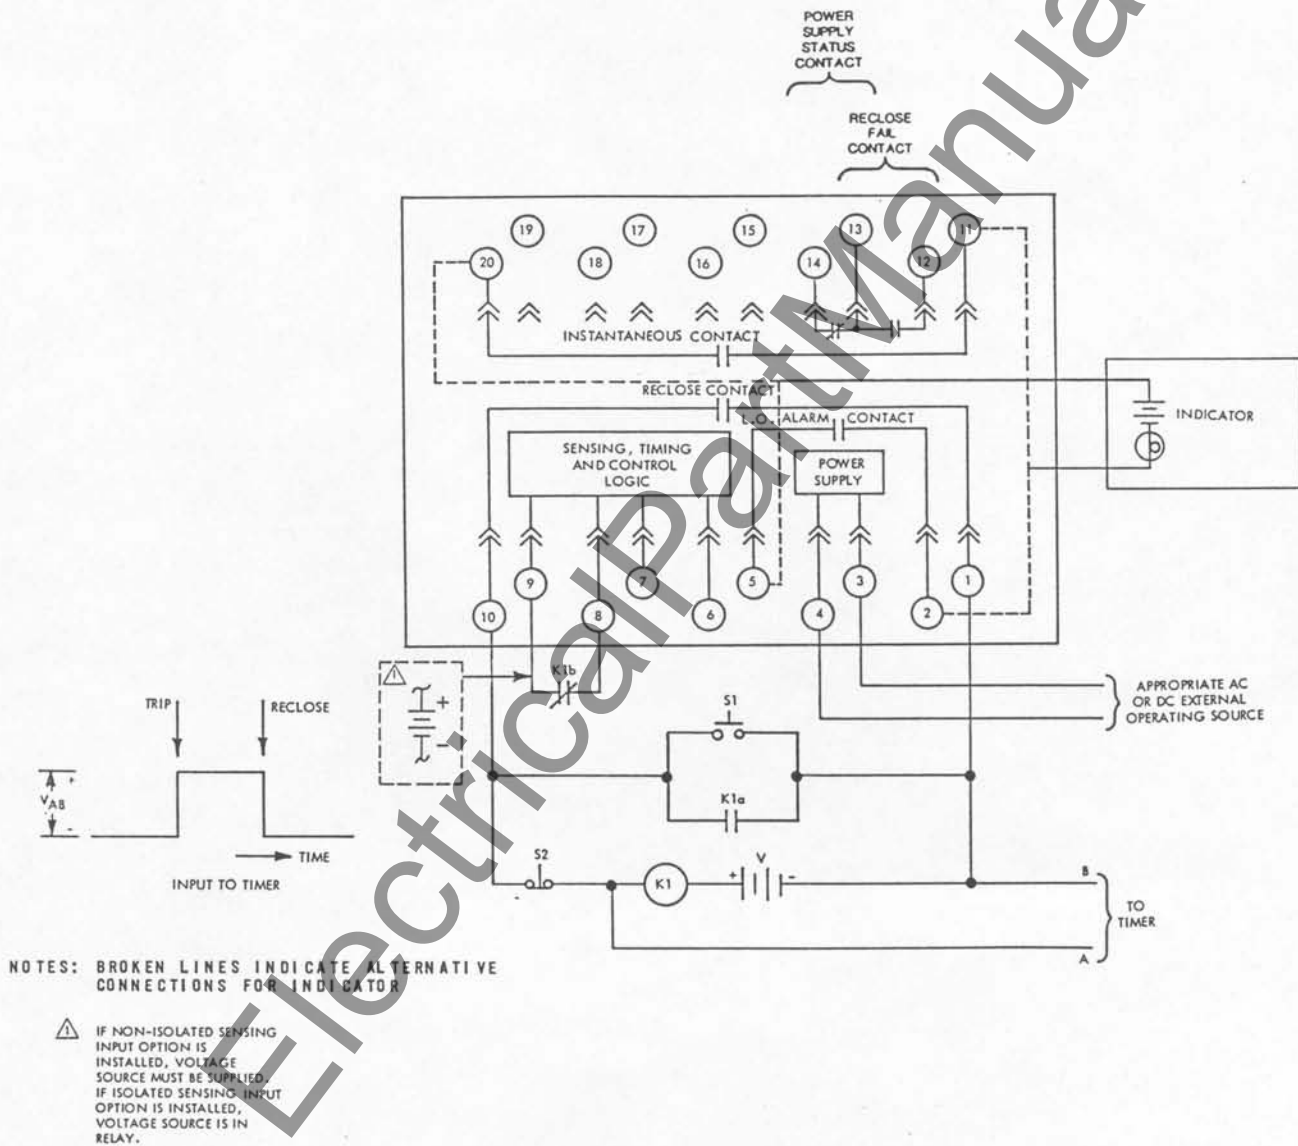 POWER
SUPPLY
STATUS
CONTACT
RECLOSE
FAIL
CONTACT
19
17
15
13
11
20
18
16
14
12
INSTANTANEOUS CONTACT
RECLOSE CONTACT
L.O. ALARM CONTACT
INDICATOR
SENSING, TIMING
AND CONTROL
LOGIC
POWER
SUPPLY
9
7
5
3
1
10
8
6
4
2
K1b
1
+
-
APPROPRIATE AC
OR DC EXTERNAL
OPERATING SOURCE
S1
K1a
TRIP
RECLOSE
VAB
+
-
TIME
INPUT TO TIMER
S2
K1
+
V
-
B
TO
TIMER
A
NOTES: BROKEN LINES INDICATE ALTERNATIVE
CONNECTIONS FOR INDICATOR
1 IF NON-ISOLATED SENSING
INPUT OPTION IS
INSTALLED, VOLTAGE
SOURCE MUST BE SUPPLIED.
IF ISOLATED SENSING INPUT
OPTION IS INSTALLED,
VOLTAGE SOURCE IS IN
RELAY.
ElectricalPartManua